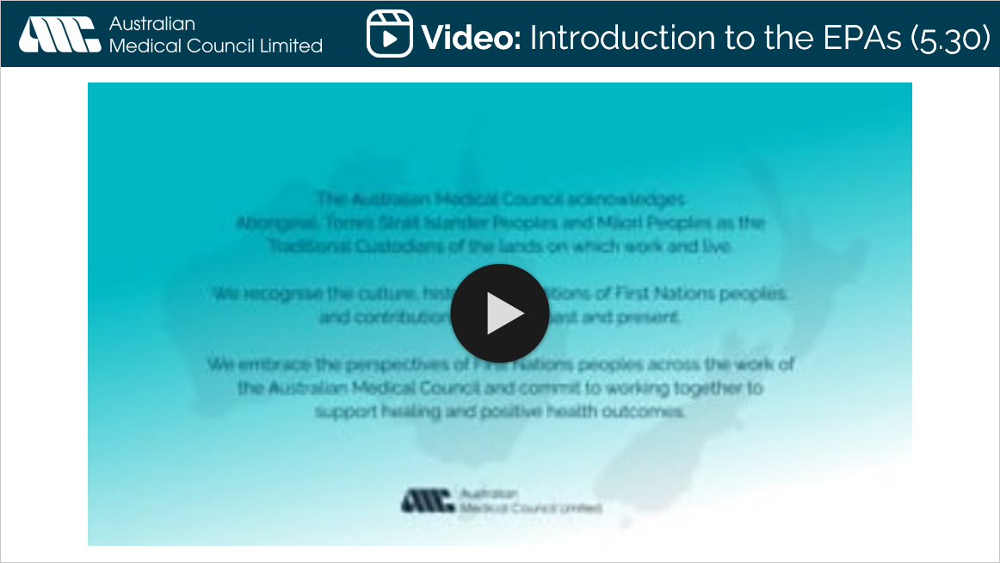 Australian
Medical Council Limited
Video: Introduction to the EPAs (5.30)
The Australian Medical Council acknowledges
Aboriginal, Torres Strait Islander Peoples and Māori Peoples as the
Traditional Custodians of the lands on which work and live.
We recognise the culture, hist tions of First Nations peoples,
and contribution past and present.
We embrace the perspectives of First Nations peoples across the work of
the Australian Medical Council and commit to working together to
support healing and positive health outcomes.
Australian
Medical Council Limited